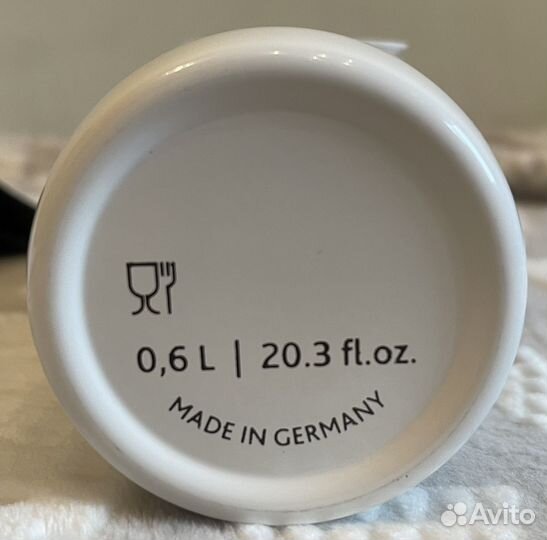 0,6 L | 20.3 fl.oz.
MADE IN GERMANY
Avito